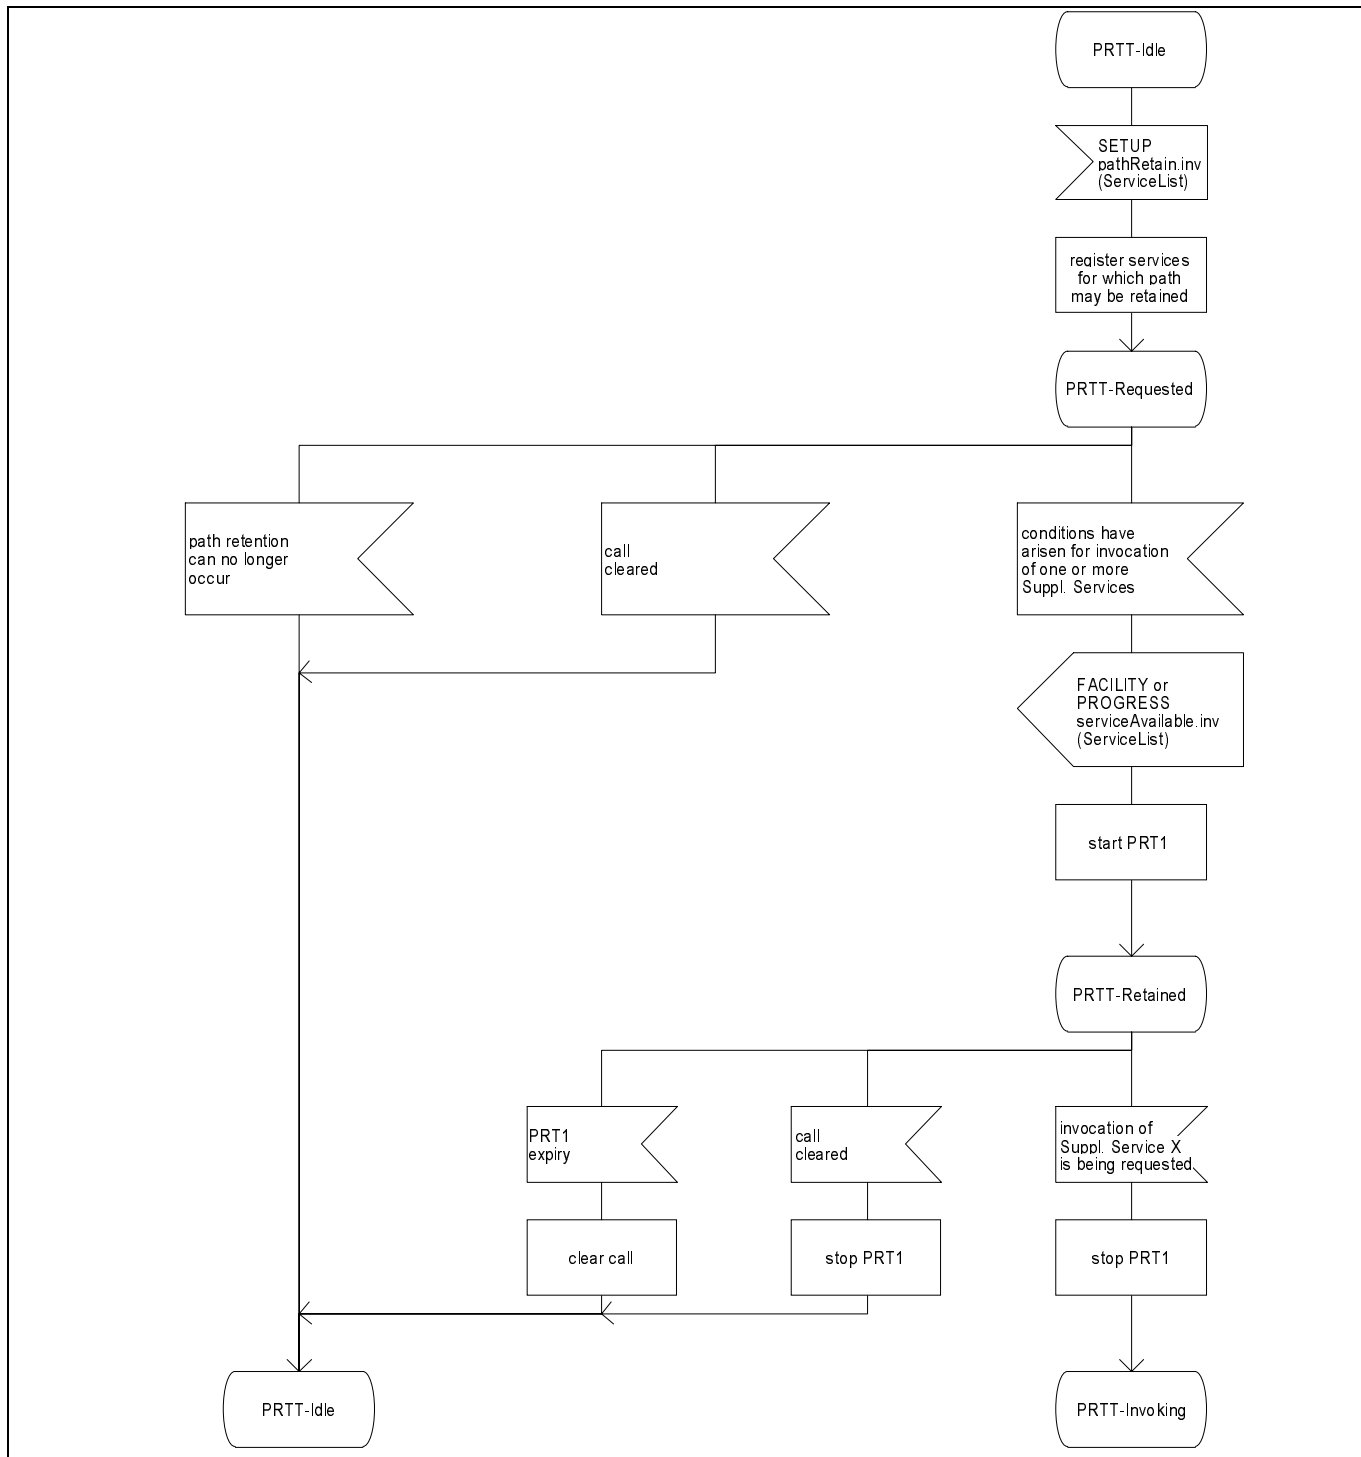 PRTT-Idle
SETUP
pathRetain.inv
(ServiceList)
register services
for which path
may be retained
PRTT-Requested
path retention
can no longer
occur
call
cleared
conditions have
arisen for invocation
of one or more
Suppl. Services
FACILITY or
PROGRESS
serviceAvailable.inv
(ServiceList)
start PRT1
PRTT-Retained
PRT1
expiry
call
cleared
invocation of
Suppl. Service X
is being requested
clear call
stop PRT1
stop PRT1
PRTT-Idle
PRTT-Invoking